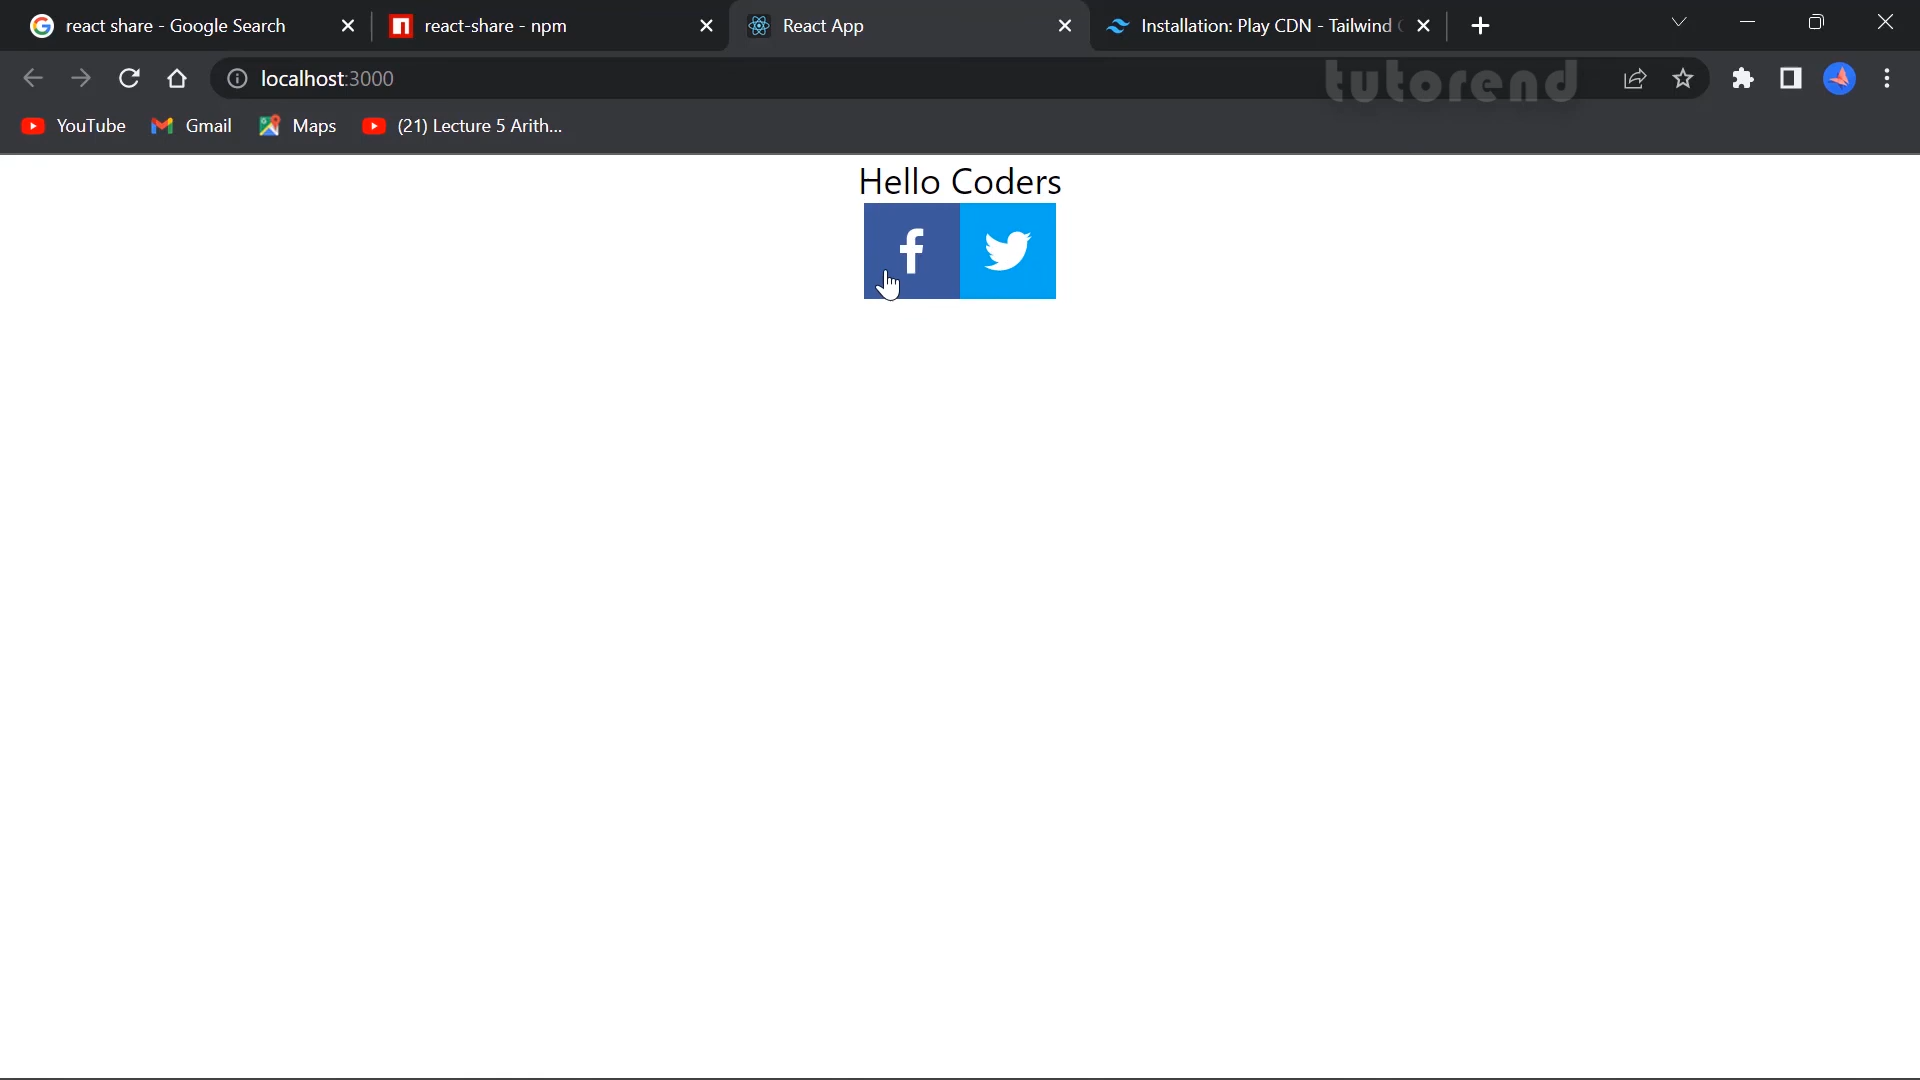 react share - Google Search
react-share - npm
React App
Installation: Play CDN - Tailwind
localhost:3000
tutorend
YouTube
Gmail
Maps
(21) Lecture 5 Arith...
Hello Coders